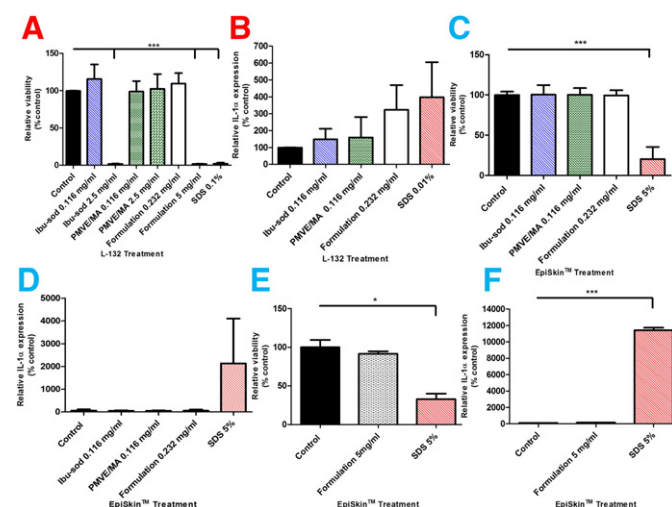 A
***
Relative viability
(% control)
150
100
50
0
Control
Ibu-sod 0.116 mg/ml
Ibu-sod 2.5 mg/ml
PMVE/MA 0.116 mg/ml
PMVE/MA 2.5 mg/ml
Formulation 0.232 mg/ml
Formulation 5 mg/ml
SDS 0.1%
L-132 Treatment
B
Relative IL-1α expression
(% control)
700
600
500
400
300
200
100
0
Control
Ibu-sod 0.116 mg/ml
PMVE/MA 0.116 mg/ml
Formulation 0.232 mg/ml
SDS 0.01%
L-132 Treatment
C
***
Relative viability
(% control)
150
100
50
0
Control
Ibu-sod 0.116 mg/ml
PMVE/MA 0.116 mg/ml
Formulation 0.232 mg/ml
SDS 5%
EpiSkin™ Treatment
D
Relative IL-1α expression
(% control)
5000
4000
3000
2000
1000
0
Control
Ibu-sod 0.116 mg/ml
PMVE/MA 0.116 mg/ml
Formulation 0.232 mg/ml
SDS 5%
EpiSkin™ Treatment
E
*
Relative viability
(% control)
150
100
50
0
Control
Formulation 5mg/ml
SDS 5%
EpiSkin™ Treatment
F
***
Relative IL-1α expression
(% control)
14000
12000
10000
8000
6000
4000
2000
0
Control
Formulation 5 mg/ml
SDS 5%
EpiSkin™ Treatment